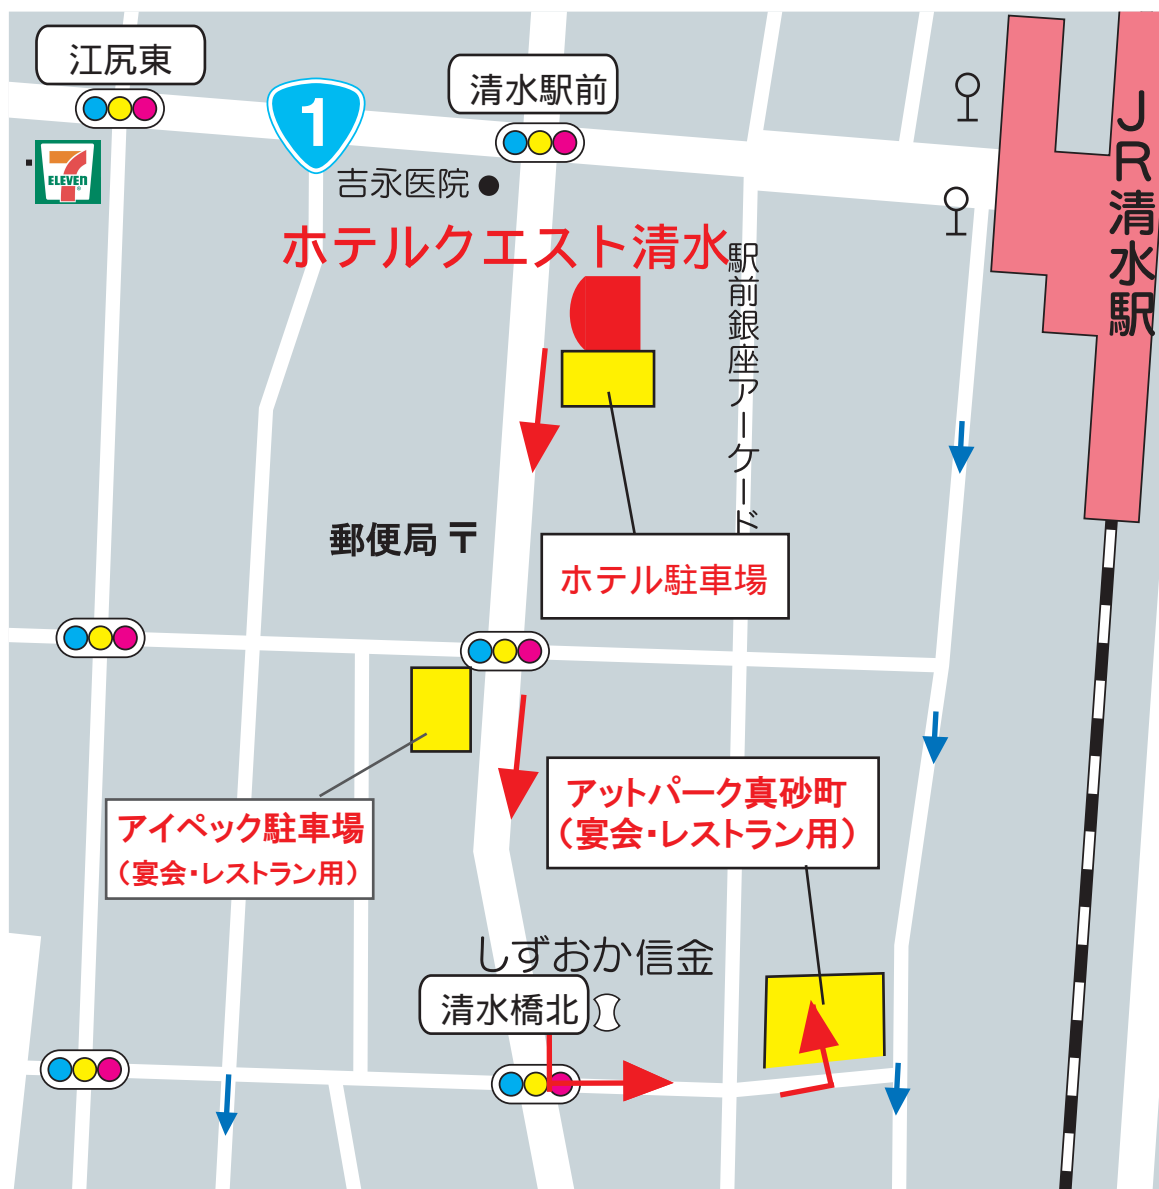 江尻東
清水駅前
1
7
ELEVEN
吉永医院
ホテルクエスト清水
JR清水駅
駅前銀座アーケード
郵便局 〒
ホテル駐車場
アットパーク真砂町
（宴会・レストラン用）
アイペック駐車場
（宴会・レストラン用）
しずおか信金
清水橋北